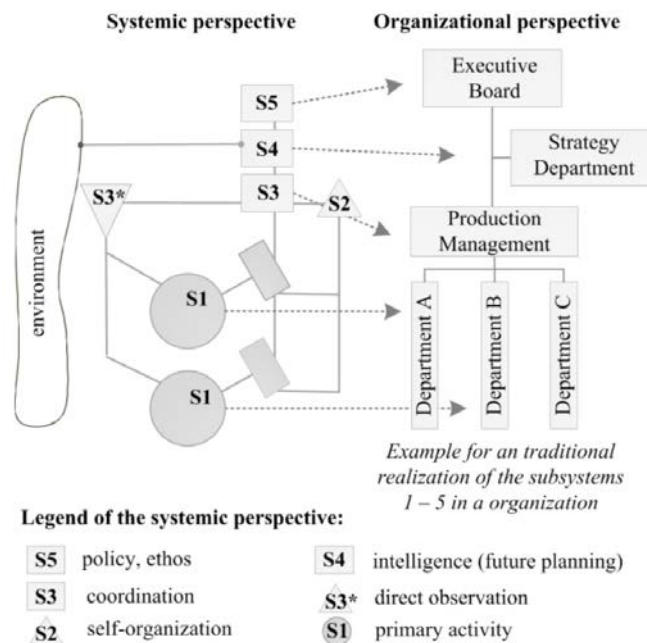 Systemic perspective
Organizational perspective
S5
Executive
Board
S4
Strategy
Department
S3*
S3
S2
Production
Management
environment
S1
S1
Department A
Department B
Department C
Example for an traditional
realization of the subsystems
1 – 5 in a organization
Legend of the systemic perspective:
S5 policy, ethos
S4 intelligence (future planning)
S3 coordination
S3* direct observation
S2 self-organization
S1 primary activity